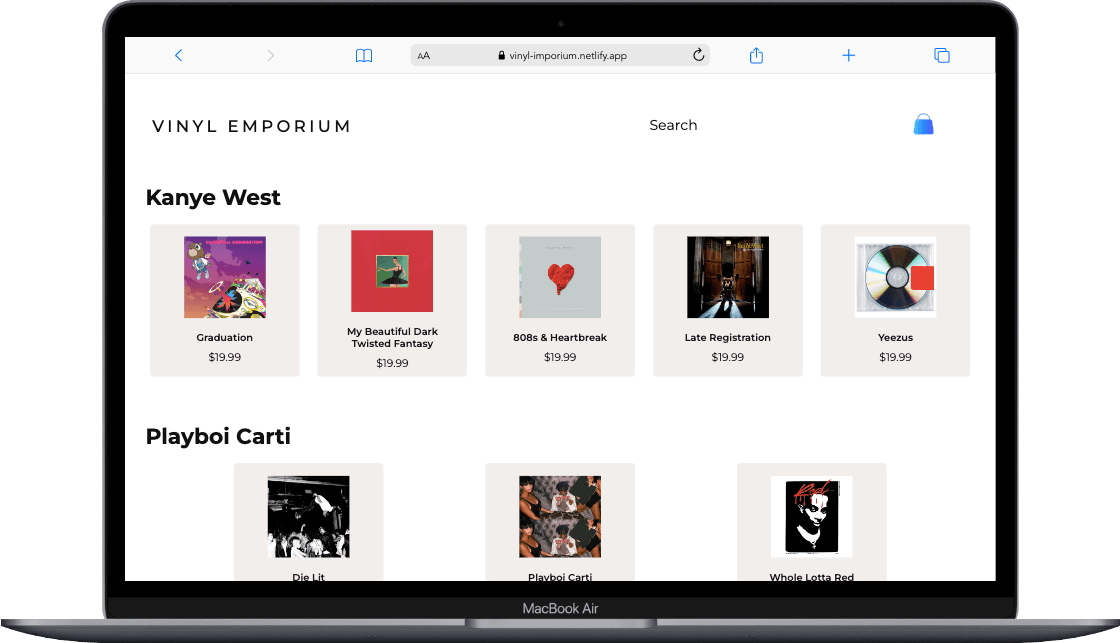 AA vinyl-imporium.netlify.app
VINYL EMPORIUM
Search
Kanye West
Graduation
$19.99
My Beautiful Dark
Twisted Fantasy
$19.99
808s & Heartbreak
$19.99
Late Registration
$19.99
Yeezus
$19.99
Playboi Carti
Die Lit
Playboi Carti
Red
Whole Lotta Red
MacBook Air